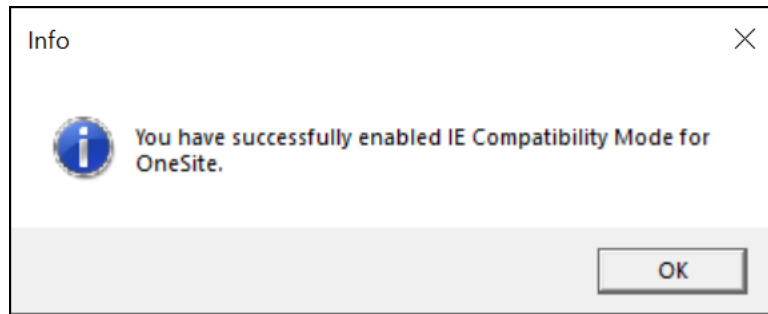 Info
You have successfully enabled IE Compatibility Mode for
OneSite.
OK